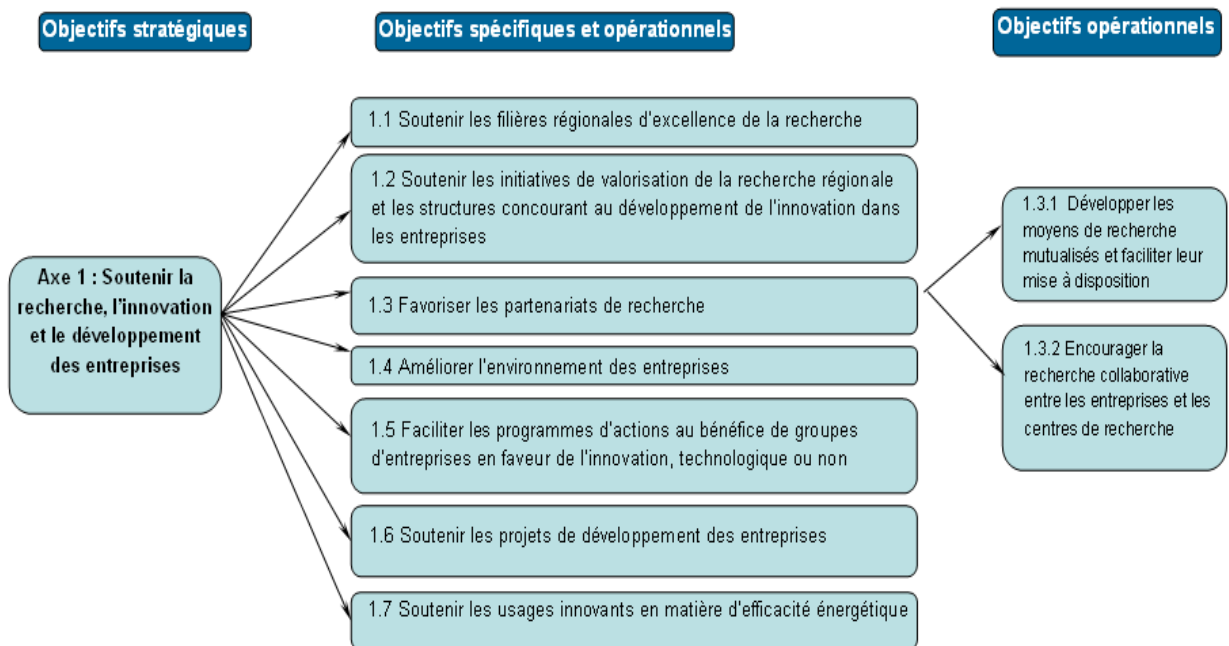 Objectifs stratégiques
Objectifs spécifiques et opérationnels
Objectifs opérationnels
Axe 1 : Soutenir la
recherche, l'innovation
et le développement
des entreprises
1.1 Soutenir les filières régionales d'excellence de la recherche
1.2 Soutenir les initiatives de valorisation de la recherche régionale
et les structures concourant au développement de l'innovation dans
les entreprises
1.3 Favoriser les partenariats de recherche
1.4 Améliorer l'environnement des entreprises
1.5 Faciliter les programmes d'actions au bénéfice de groupes
d'entreprises en faveur de l'innovation, technologique ou non
1.6 Soutenir les projets de développement des entreprises
1.7 Soutenir les usages innovants en matière d'efficacité énergétique
1.3.1 Développer les
moyens de recherche
mutualisés et faciliter leur
mise à disposition
1.3.2 Encourager la
recherche collaborative
entre les entreprises et les
centres de recherche